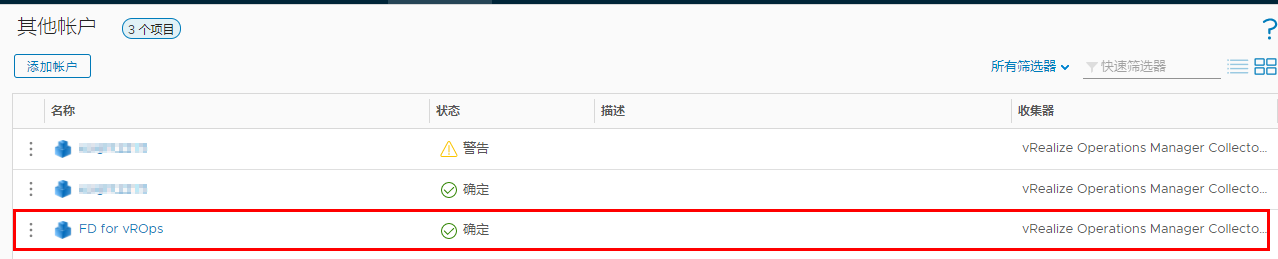 其他帐户 3 个项目
?
添加帐户 所有筛选器 快速筛选器
名称 状态 描述 收集器
警告 vRealize Operations Manager Collecto...
确定 vRealize Operations Manager Collecto...
FD for vROps 确定 vRealize Operations Manager Collecto...